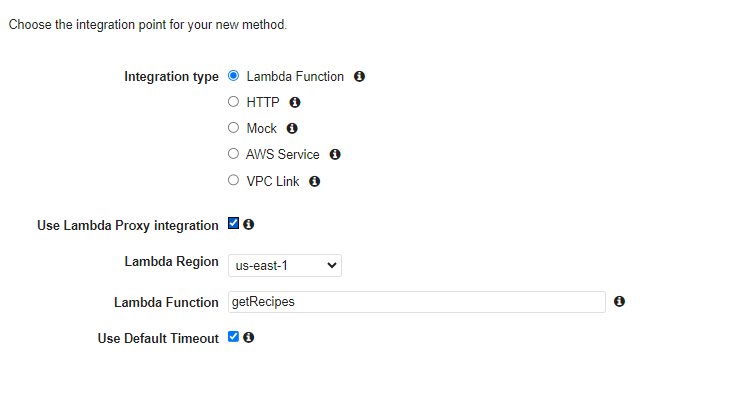 Choose the integration point for your new method.
Integration type Lambda Function
HTTP
Mock
AWS Service
VPC Link
Use Lambda Proxy integration
Lambda Region us-east-1
Lambda Function getRecipes
Use Default Timeout